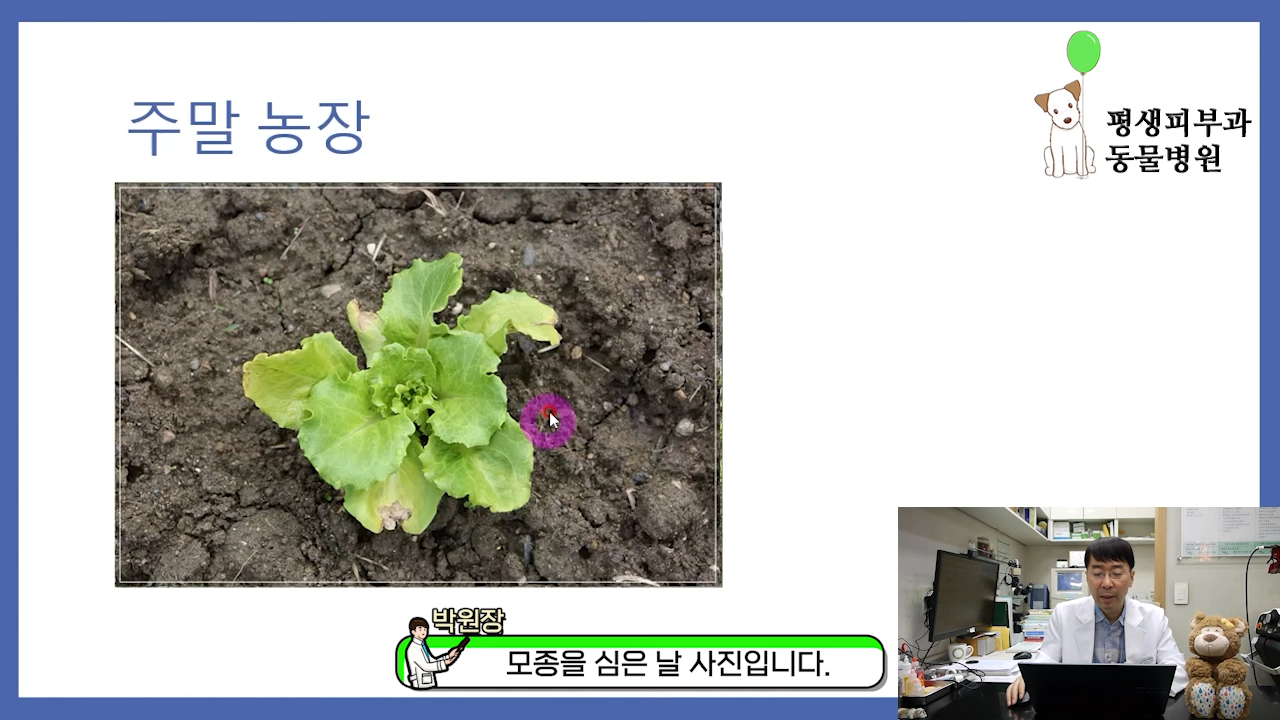 주말 농장
평생피부과
동물병원
박원장
모종을 심은 날 사진입니다.